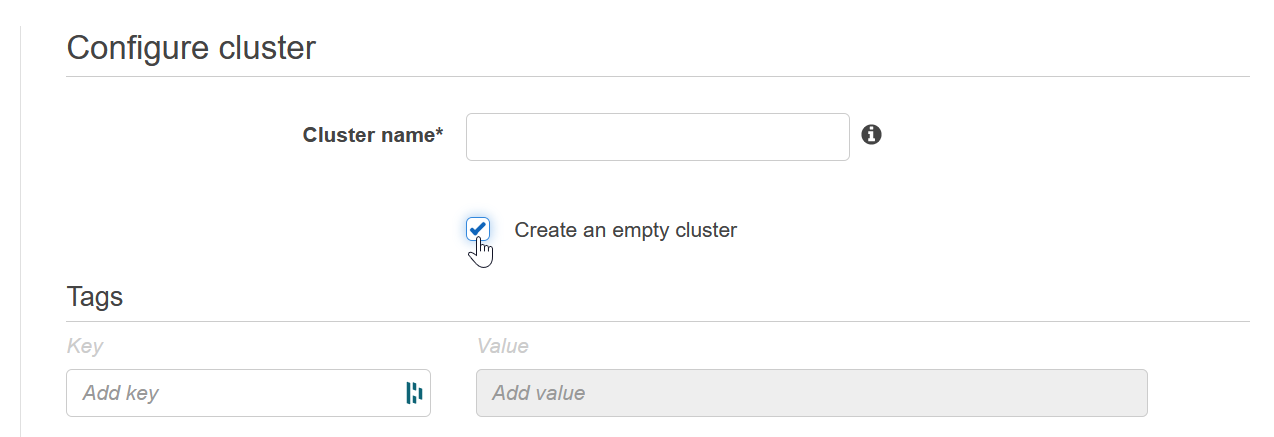 Configure cluster
Cluster name*
Create an empty cluster
Tags
Key Value
Add key Add value